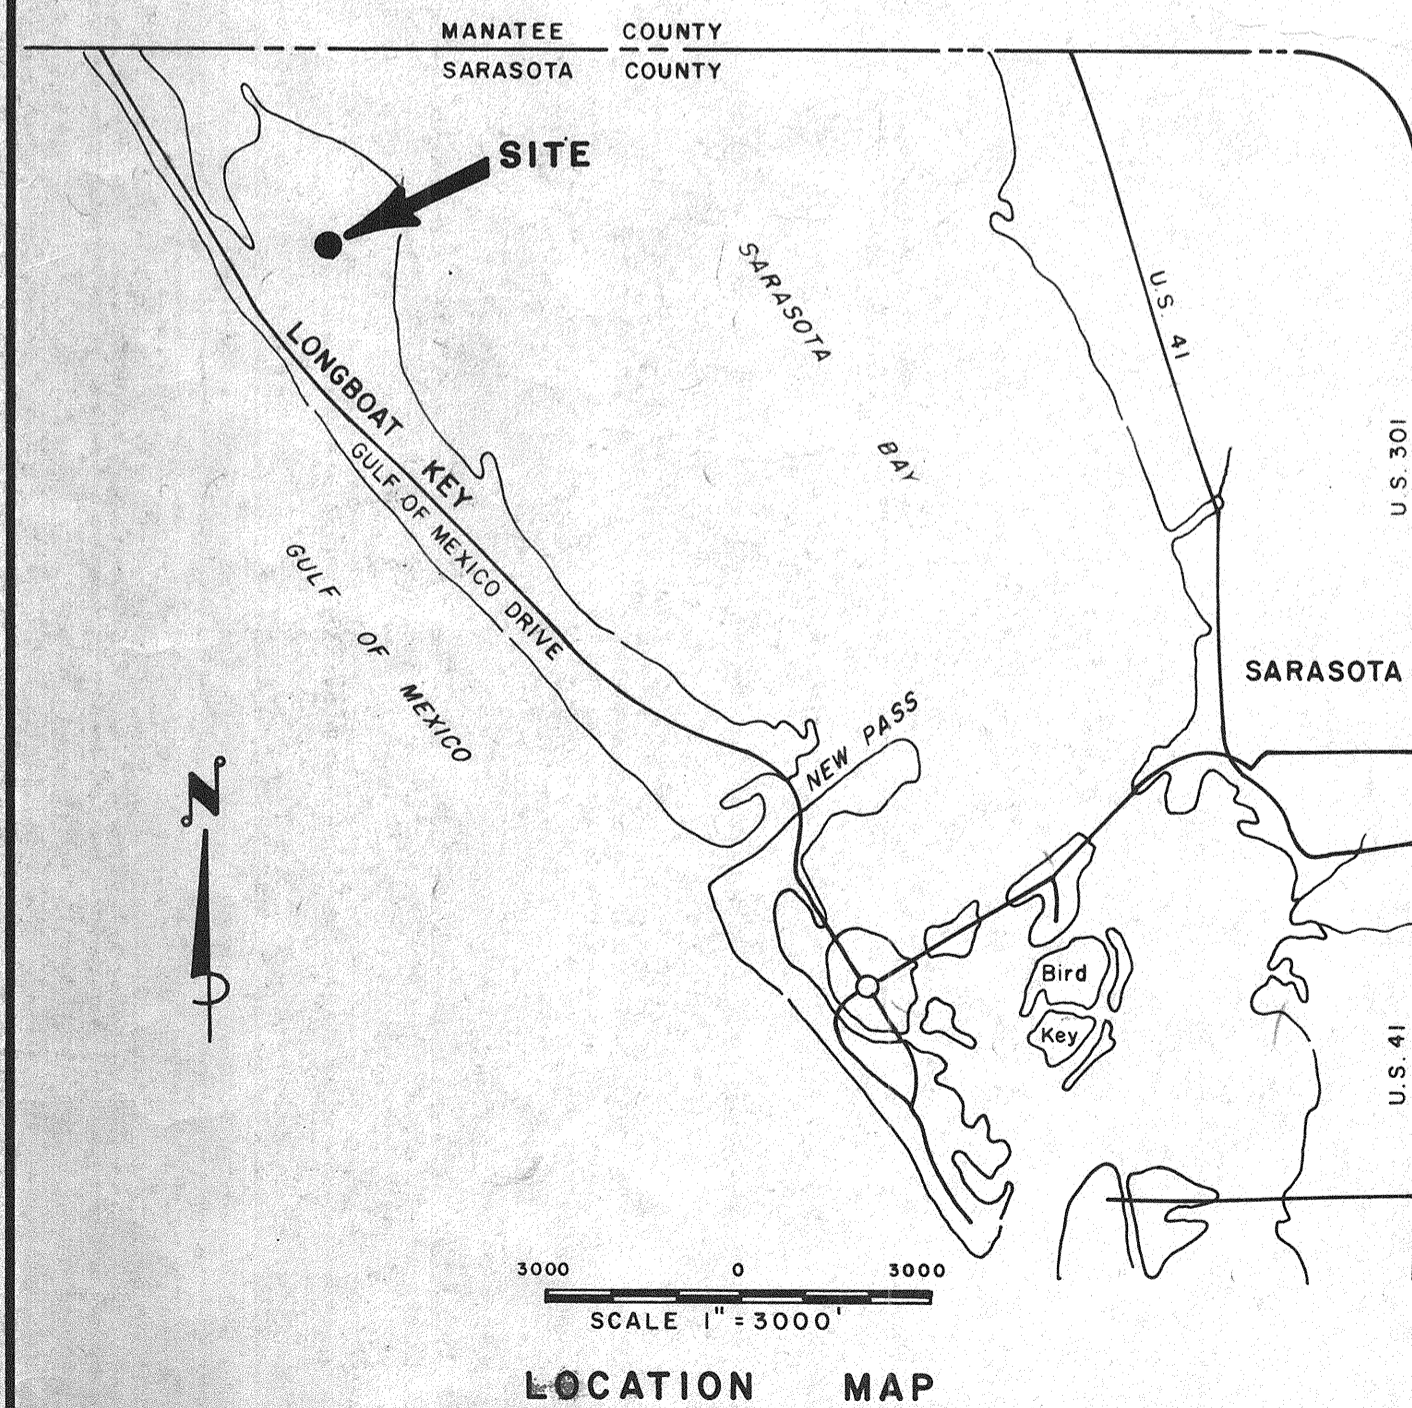 MANATEE COUNTY
SARASOTA COUNTY
SITE
SARASOTA BAY
U.S. 41
U.S. 301
LONGBOAT KEY
GULF OF MEXICO DRIVE
GULF OF MEXICO
SARASOTA
NEW PASS
N
Bird
Key
U.S. 41
3000 0 3000
SCALE 1" = 3000'
LOCATION MAP